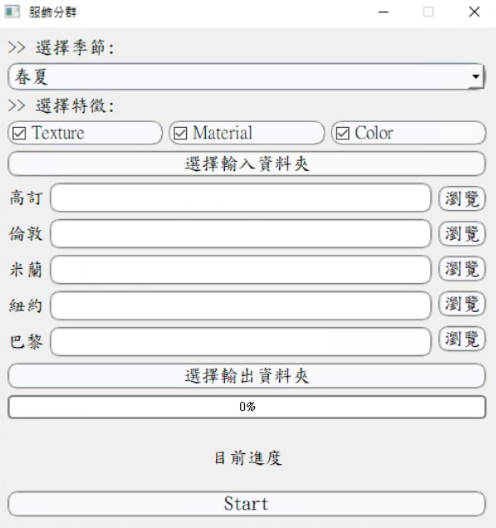 服飾分群
>> 選擇季節:
春夏
>> 選擇特徵:
Texture Material Color
選擇輸入資料夾
高訂 瀏覽
倫敦 瀏覽
米蘭 瀏覽
紐約 瀏覽
巴黎 瀏覽
選擇輸出資料夾
0%
目前進度
Start